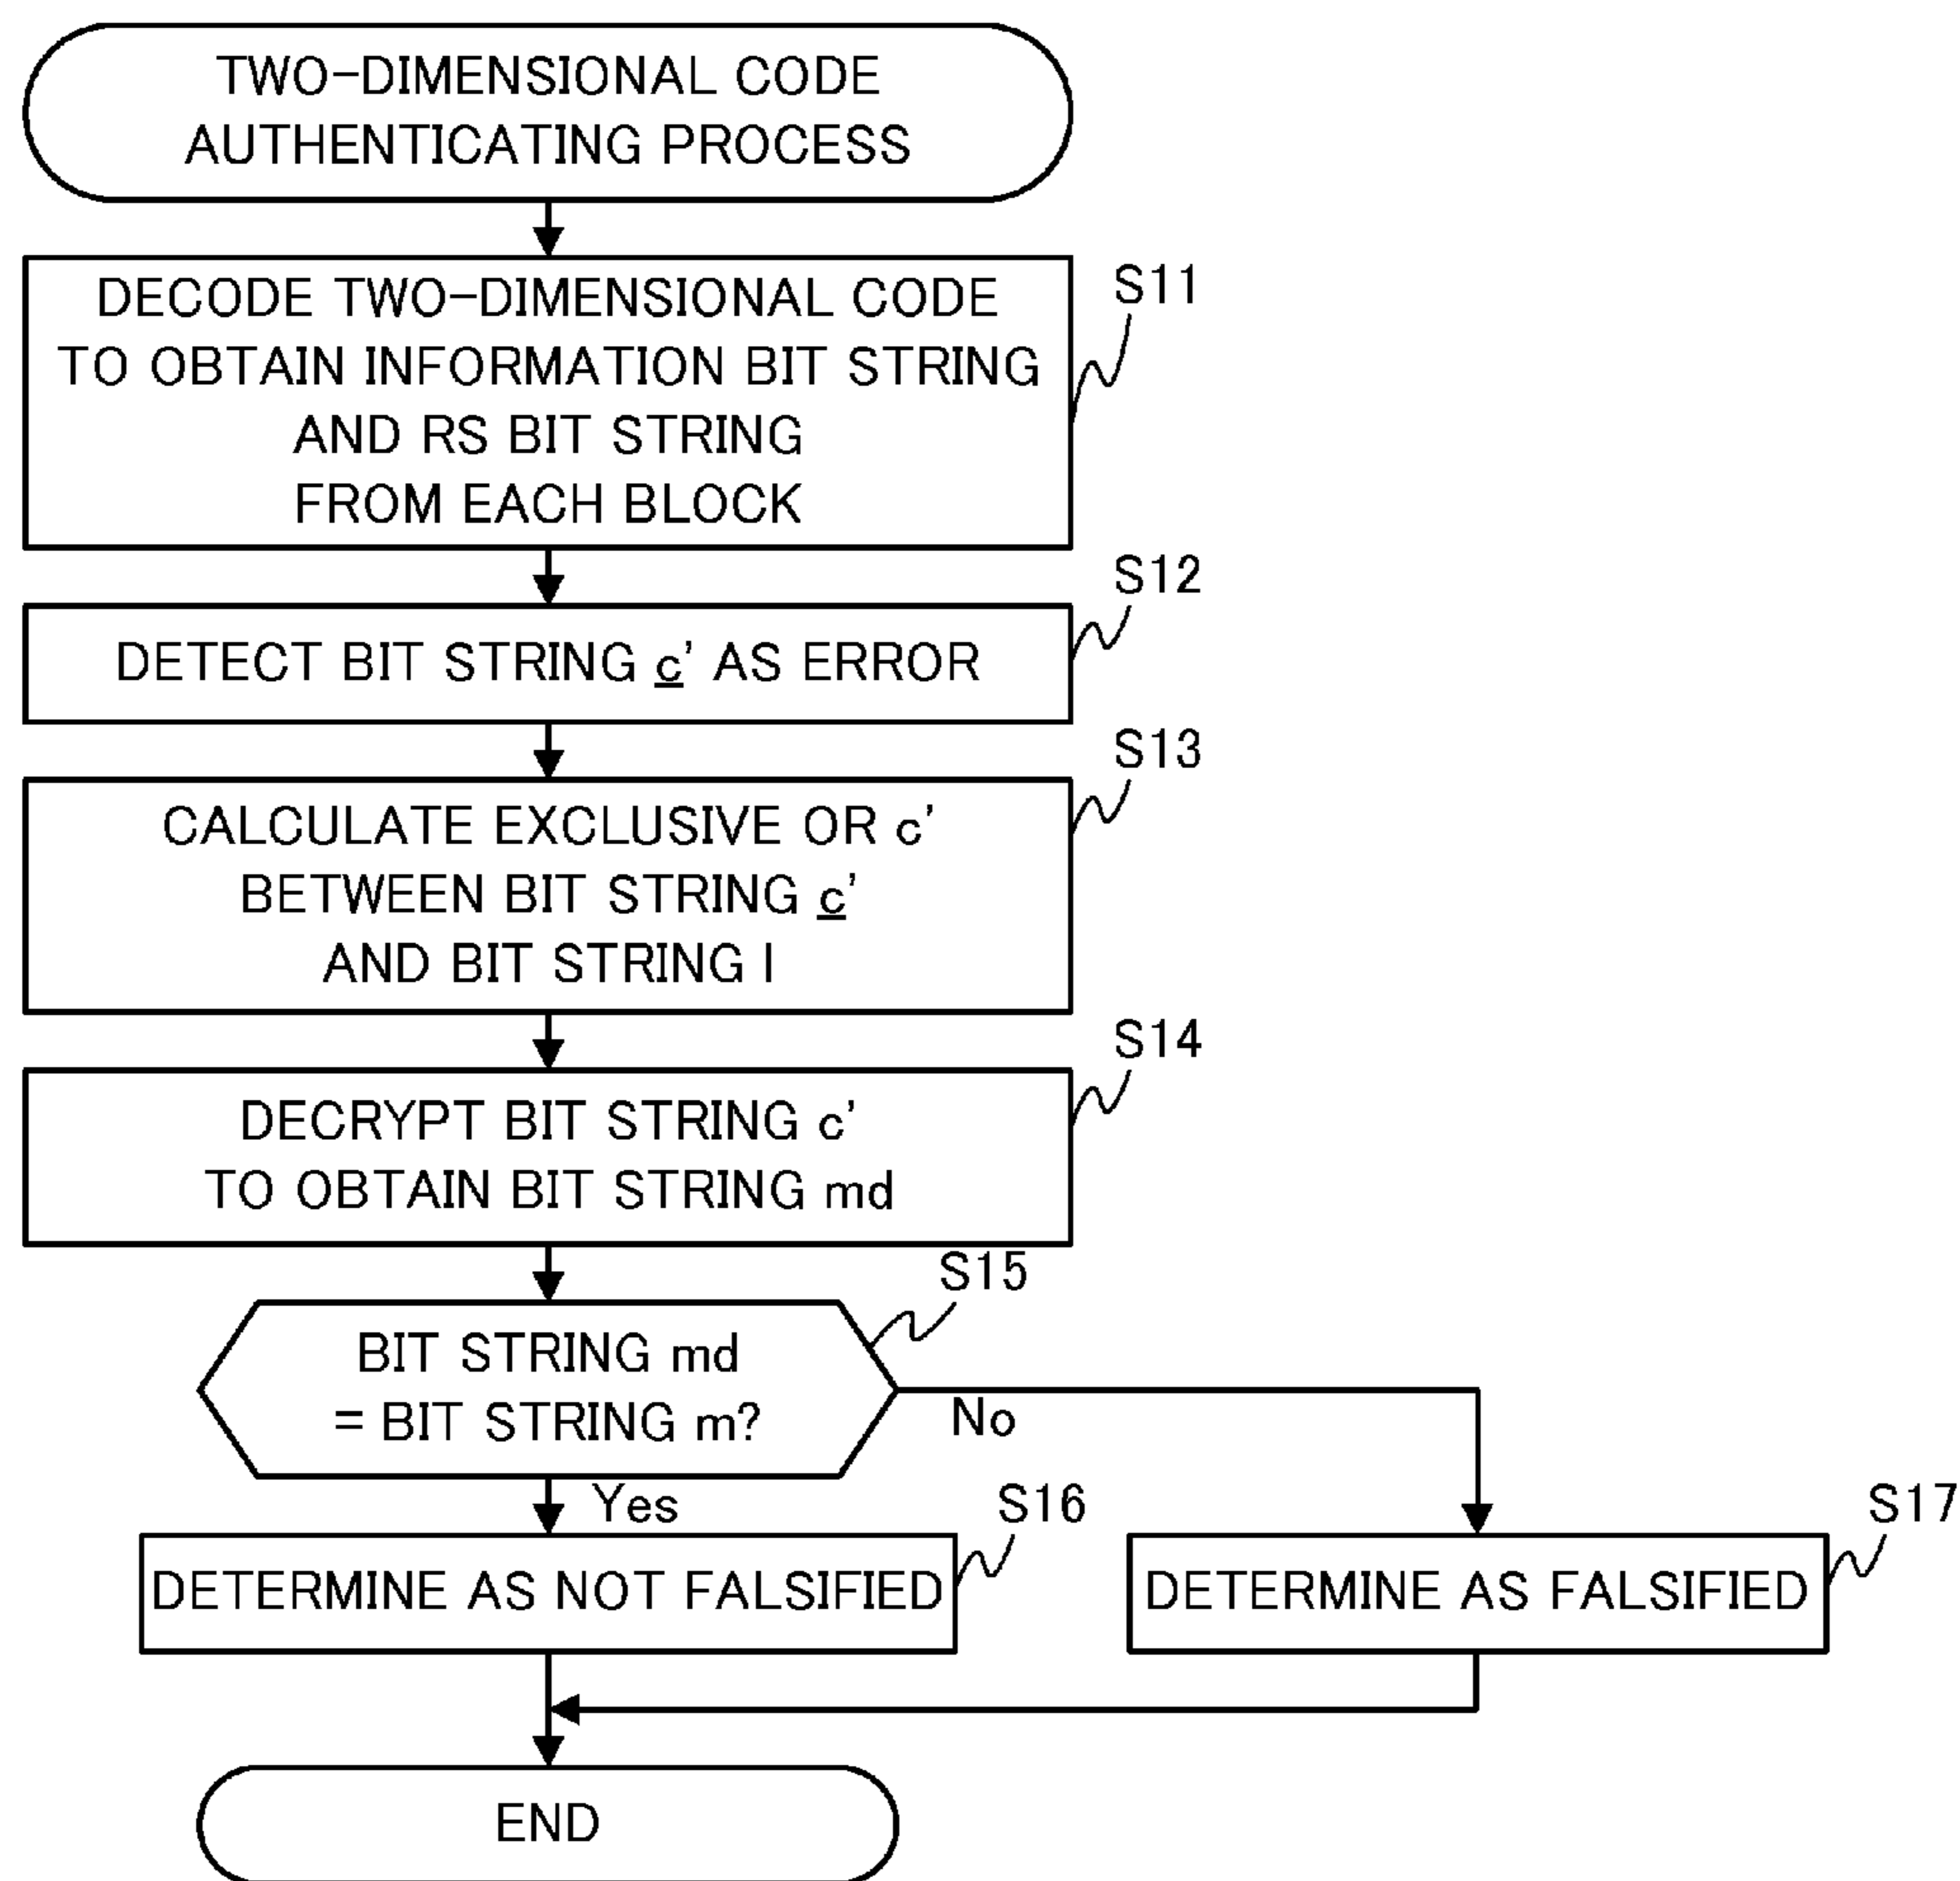 TWO-DIMENSIONAL CODE
AUTHENTICATING PROCESS
S11
DECODE TWO-DIMENSIONAL CODE
TO OBTAIN INFORMATION BIT STRING
AND RS BIT STRING
FROM EACH BLOCK
S12
DETECT BIT STRING c' AS ERROR
S13
CALCULATE EXCLUSIVE OR c'
BETWEEN BIT STRING c'
AND BIT STRING I
S14
DECRYPT BIT STRING c'
TO OBTAIN BIT STRING md
S15
BIT STRING md
= BIT STRING m?
No
Yes
S16
S17
DETERMINE AS NOT FALSIFIED
DETERMINE AS FALSIFIED
END